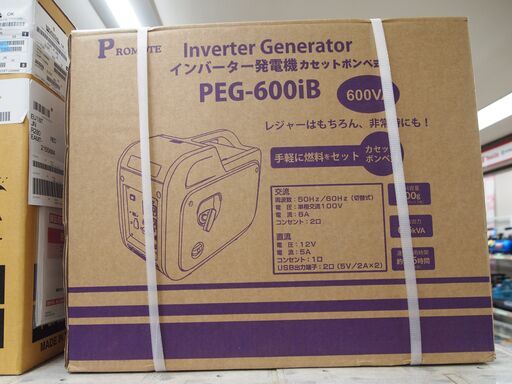 PROMOTE
Inverter Generator
インバーター発電機 カセットボンベ式
PEG-600iB
600VA
レジャーはもちろん、非常時にも！
手軽に燃料をセット
カセット
ボンベ
交流
周波数：50Hz/60Hz（切替式）
電 圧：単相交流100V
電 流：6A
コンセント：2口
直流
電 圧：12V
電 流：5A
コンセント：1口
USB出力端子：2口（5V/2A×2）
kVA
時間
MADE IN